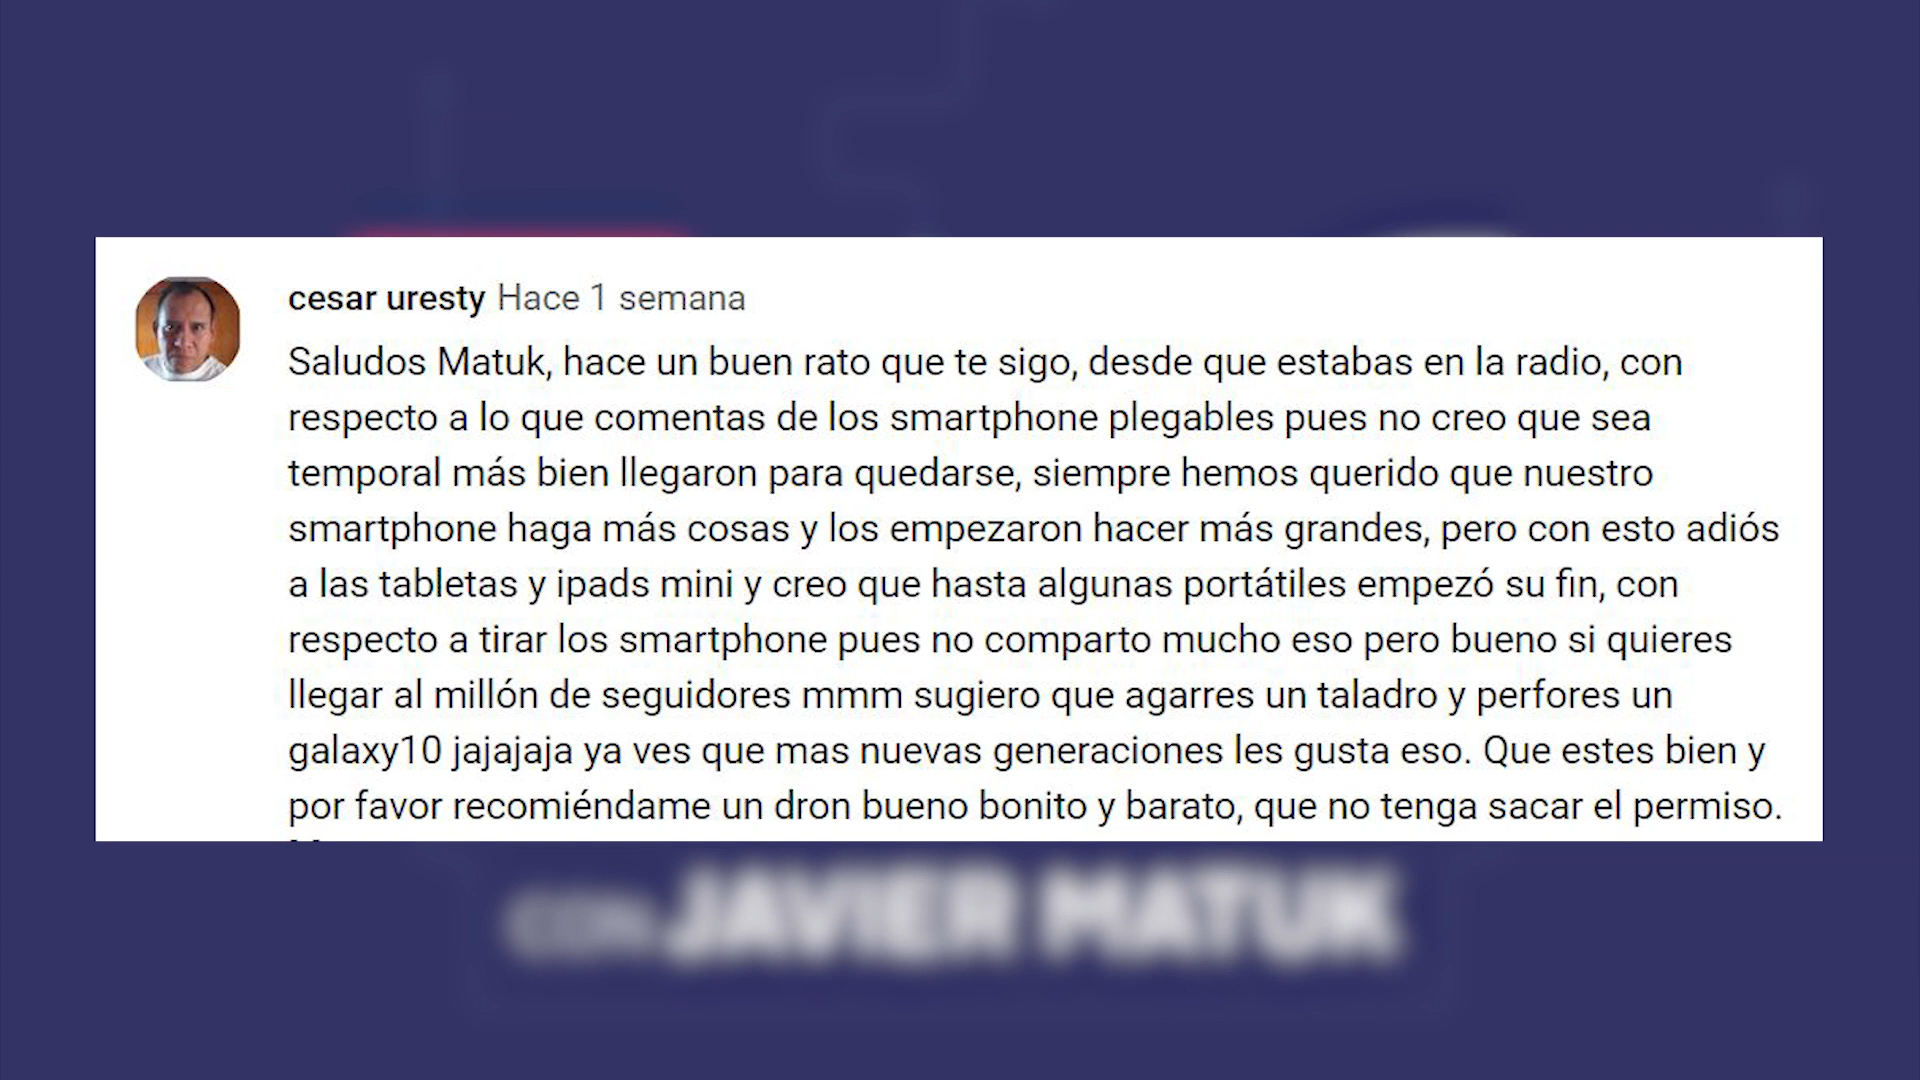 cesar uresty Hace 1 semana
Saludos Matuk, hace un buen rato que te sigo, desde que estabas en la radio, con
respecto a lo que comentas de los smartphone plegables pues no creo que sea
temporal más bien llegaron para quedarse, siempre hemos querido que nuestro
smartphone haga más cosas y los empezaron hacer más grandes, pero con esto adiós
a las tabletas y ipads mini y creo que hasta algunas portátiles empezó su fin, con
respecto a tirar los smartphone pues no comparto mucho eso pero bueno si quieres
llegar al millón de seguidores mmm sugiero que agarres un taladro y perfores un
galaxy10 jajajaja ya ves que mas nuevas generaciones les gusta eso. Que estes bien y
por favor recomiéndame un dron bueno bonito y barato, que no tenga sacar el permiso.
CON JAVIER MATUK